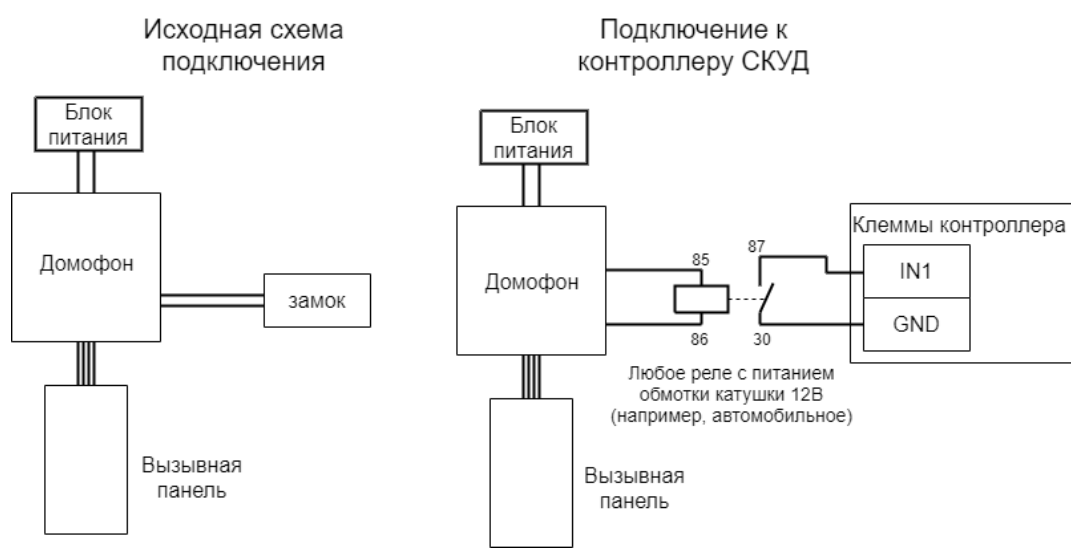 Исходная схема
подключения
Блок
питания
Домофон
замок
Вызывная
панель
Подключение к
контроллеру СКУД
Блок
питания
Домофон
85
86
87
30
Любое реле с питанием
обмотки катушки 12В
(например, автомобильное)
Клеммы контроллера
IN1
GND
Вызывная
панель